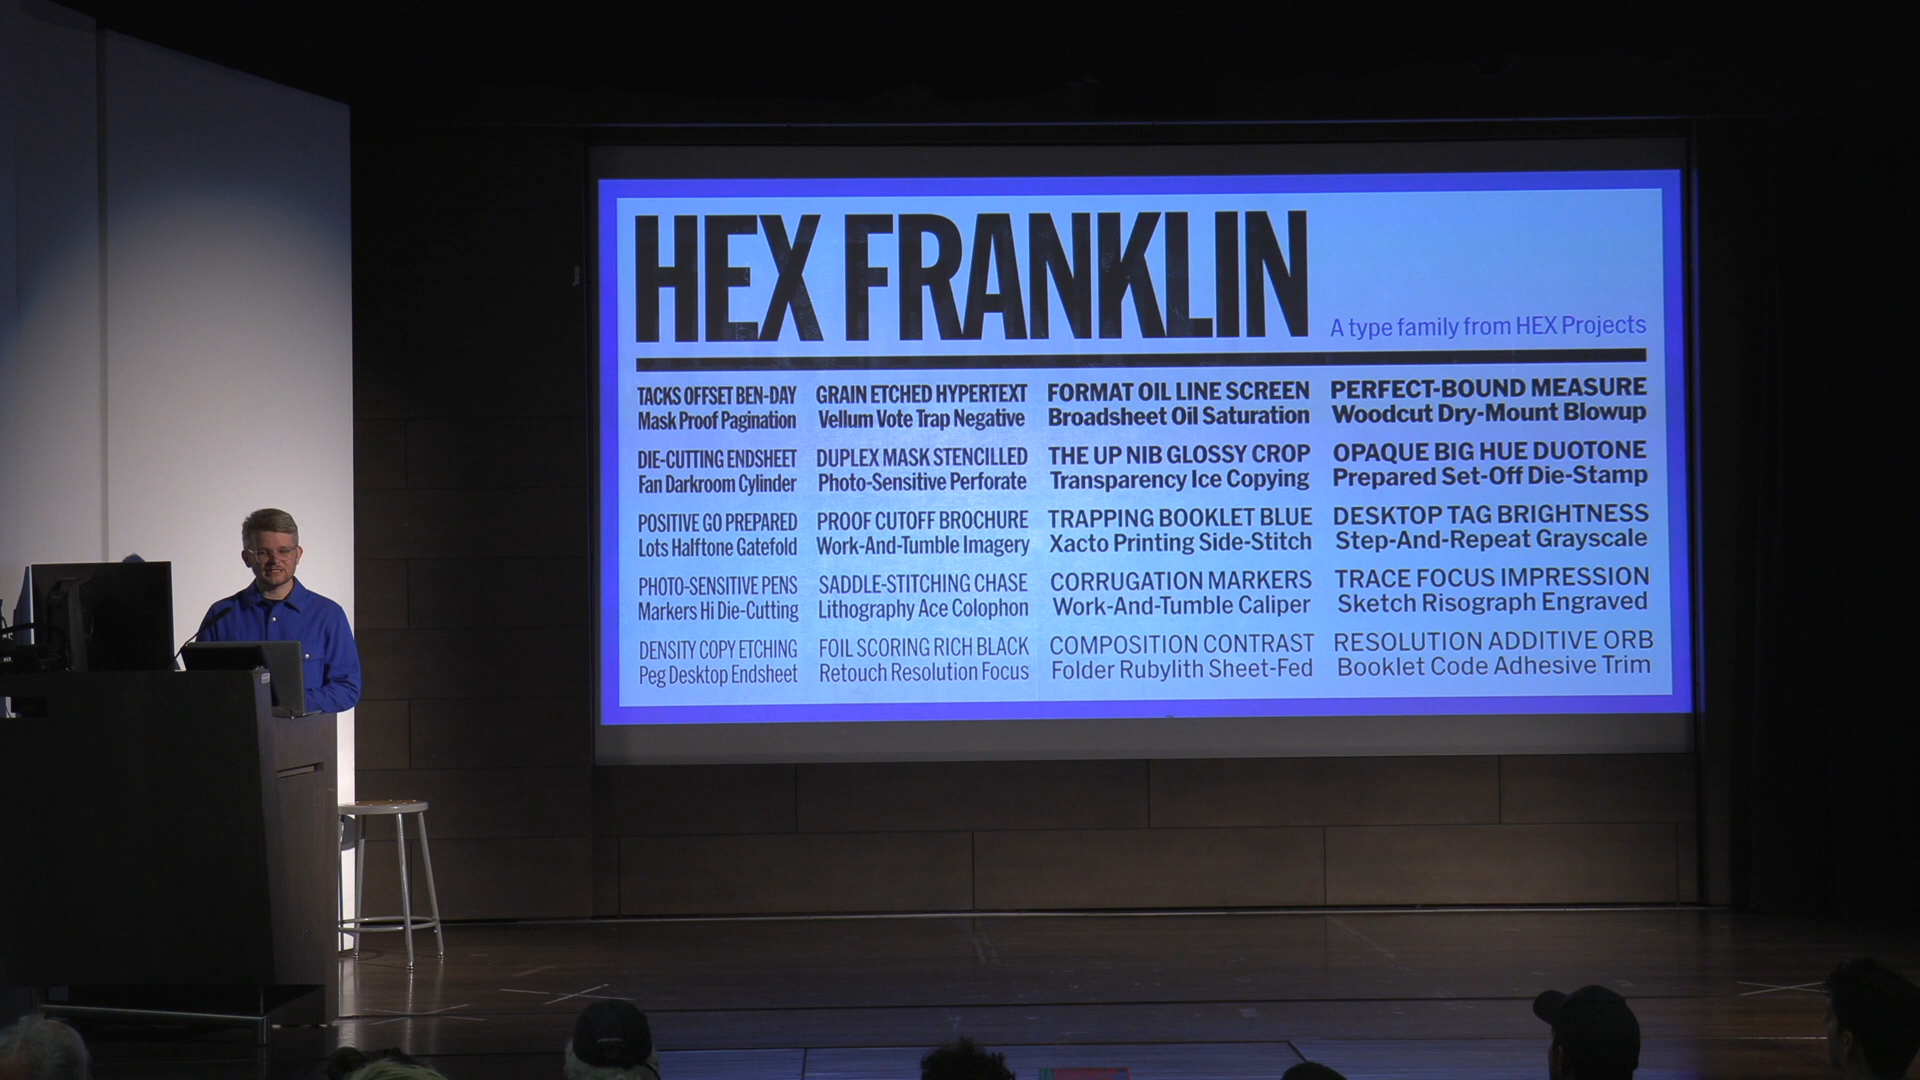 HEX FRANKLIN
A type family from HEX Projects
TACKS OFFSET BEN-DAY
Mask Proof Pagination
GRAIN ETCHED HYPERTEXT
Vellum Vote Trap Negative
FORMAT OIL LINE SCREEN
Broadsheet Oil Saturation
PERFECT-BOUND MEASURE
Woodcut Dry-Mount Blowup
DIE-CUTTING ENDSHEET
Fan Darkroom Cylinder
DUPLEX MASK STENCILLED
Photo-Sensitive Perforate
THE UP NIB GLOSSY CROP
Transparency Ice Copying
OPAQUE BIG HUE DUOTONE
Prepared Set-Off Die-Stamp
POSITIVE GO PREPARED
Lots Halftone Gatefold
PROOF CUTOFF BROCHURE
Work-And-Tumble Imagery
TRAPPING BOOKLET BLUE
Xacto Printing Side-Stitch
DESKTOP TAG BRIGHTNESS
Step-And-Repeat Grayscale
PHOTO-SENSITIVE PENS
Markers Hi Die-Cutting
SADDLE-STITCHING CHASE
Lithography Ace Colophon
CORRUGATION MARKERS
Work-And-Tumble Caliper
TRACE FOCUS IMPRESSION
Sketch Risograph Engraved
DENSITY COPY ETCHING
Peg Desktop Endsheet
FOIL SCORING RICH BLACK
Retouch Resolution Focus
COMPOSITION CONTRAST
Folder Rubylith Sheet-Fed
RESOLUTION ADDITIVE ORB
Booklet Code Adhesive Trim